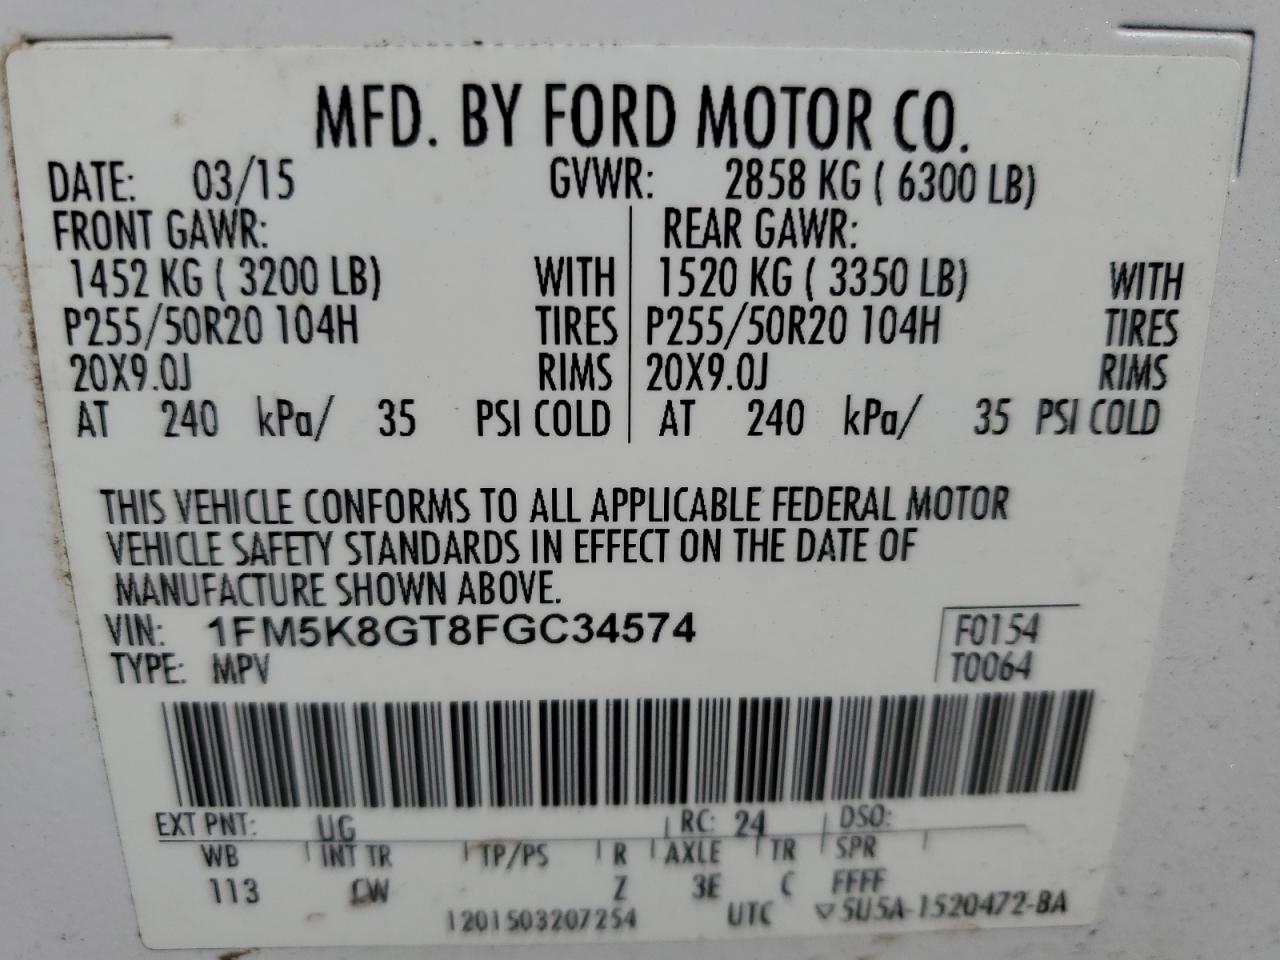 MFD. BY FORD MOTOR CO.
DATE: 03/15 GVWR: 2858 KG ( 6300 LB)
FRONT GAWR: REAR GAWR:
1452 KG ( 3200 LB) WITH 1520 KG ( 3350 LB) WITH
P255/50R20 104H TIRES P255/50R20 104H TIRES
20X9.0J RIMS 20X9.0J RIMS
AT 240 kPa/ 35 PSI COLD AT 240 kPa/ 35 PSI COLD
THIS VEHICLE CONFORMS TO ALL APPLICABLE FEDERAL MOTOR
VEHICLE SAFETY STANDARDS IN EFFECT ON THE DATE OF
MANUFACTURE SHOWN ABOVE.
VIN: 1FM5K8GT8FGC34574 F0154
TYPE: MPV T0064
EXT PNT: UG RC: 24 DSO:
WB INT TR TP/PS R AXLE TR SPR
113 CW Z 3E C FFFF
1201503207254 UTC ▽5U5A-1520472-BA